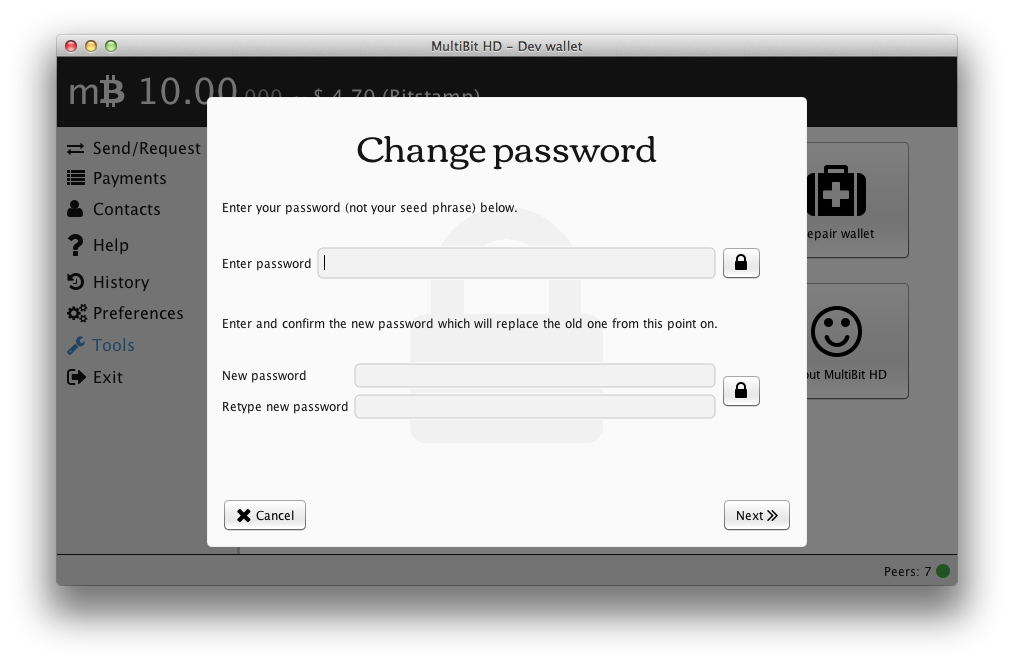 MultiBit HD – Dev wallet
m฿ 10.00 000 ~ $ 4.70 (Bitstamp)
Send/Request
Payments
Contacts
Help
History
Preferences
Tools
Exit
Change password
Enter your password (not your seed phrase) below.
Enter password
Enter and confirm the new password which will replace the old one from this point on.
New password
Retype new password
Cancel
Next
epair wallet
out MultiBit HD
Peers: 7